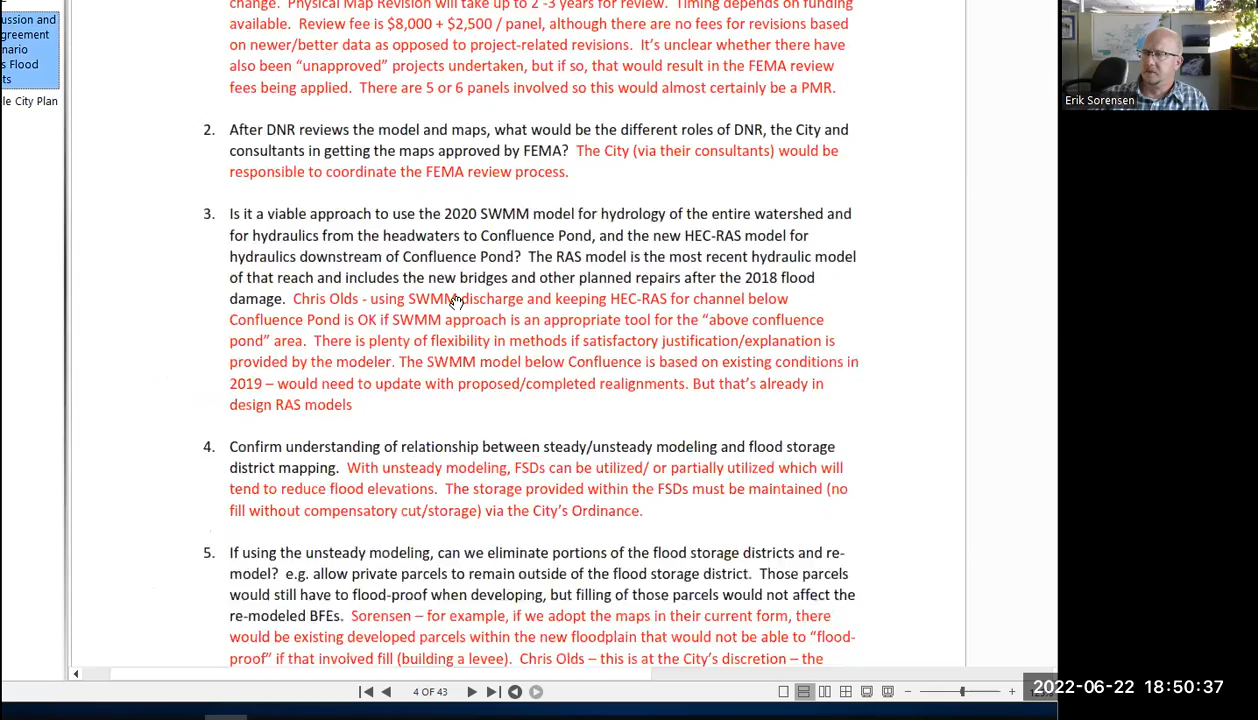 ussion and
greement
nario
s Flood
ts
le City Plan
change. Physical Map Revision will take up to 2 -3 years for review. Timing depends on funding
available. Review fee is $8,000 + $2,500 / panel, although there are no fees for revisions based
on newer/better data as opposed to project-related revisions. It's unclear whether there have
also been "unapproved" projects undertaken, but if so, that would result in the FEMA review
fees being applied. There are 5 or 6 panels involved so this would almost certainly be a PMR.
2. After DNR reviews the model and maps, what would be the different roles of DNR, the City and
consultants in getting the maps approved by FEMA? The City (via their consultants) would be
responsible to coordinate the FEMA review process.
3. Is it a viable approach to use the 2020 SWMM model for hydrology of the entire watershed and
for hydraulics from the headwaters to Confluence Pond, and the new HEC-RAS model for
hydraulics downstream of Confluence Pond? The RAS model is the most recent hydraulic model
of that reach and includes the new bridges and other planned repairs after the 2018 flood
damage. Chris Olds - using SWMM discharge and keeping HEC-RAS for channel below
Confluence Pond is OK if SWMM approach is an appropriate tool for the "above confluence
pond" area. There is plenty of flexibility in methods if satisfactory justification/explanation is
provided by the modeler. The SWMM model below Confluence is based on existing conditions in
2019 – would need to update with proposed/completed realignments. But that's already in
design RAS models
4. Confirm understanding of relationship between steady/unsteady modeling and flood storage
district mapping. With unsteady modeling, FSDs can be utilized/ or partially utilized which will
tend to reduce flood elevations. The storage provided within the FSDs must be maintained (no
fill without compensatory cut/storage) via the City's Ordinance.
5. If using the unsteady modeling, can we eliminate portions of the flood storage districts and re-
model? e.g. allow private parcels to remain outside of the flood storage district. Those parcels
would still have to flood-proof when developing, but filling of those parcels would not affect the
re-modeled BFEs. Sorensen – for example, if we adopt the maps in their current form, there
would be existing developed parcels within the new floodplain that would not be able to "flood-
proof" if that involved fill (building a levee). Chris Olds – this is at the City's discretion – the
4 OF 43
Erik Sorensen
2022-06-22 18:50:37